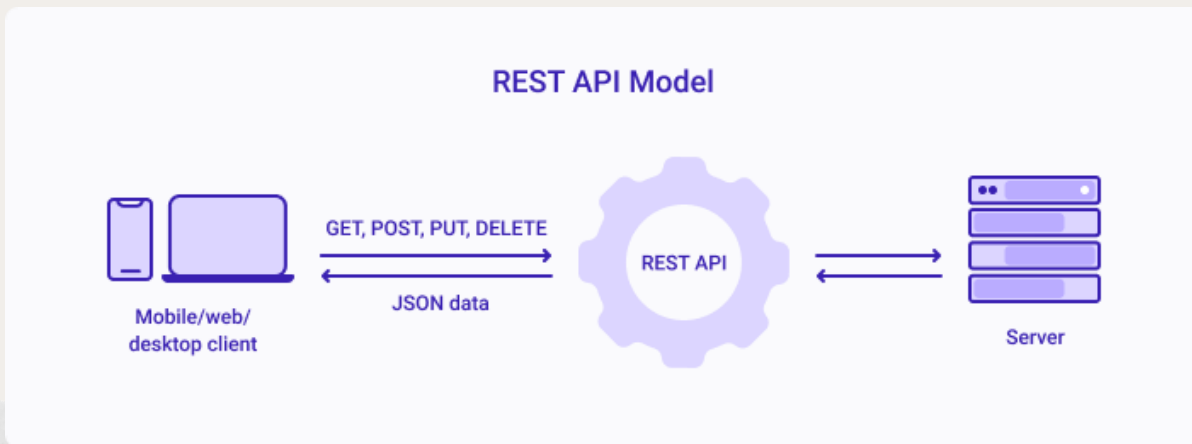 REST API Model
GET, POST, PUT, DELETE
REST API
JSON data
Mobile/web/
desktop client
Server